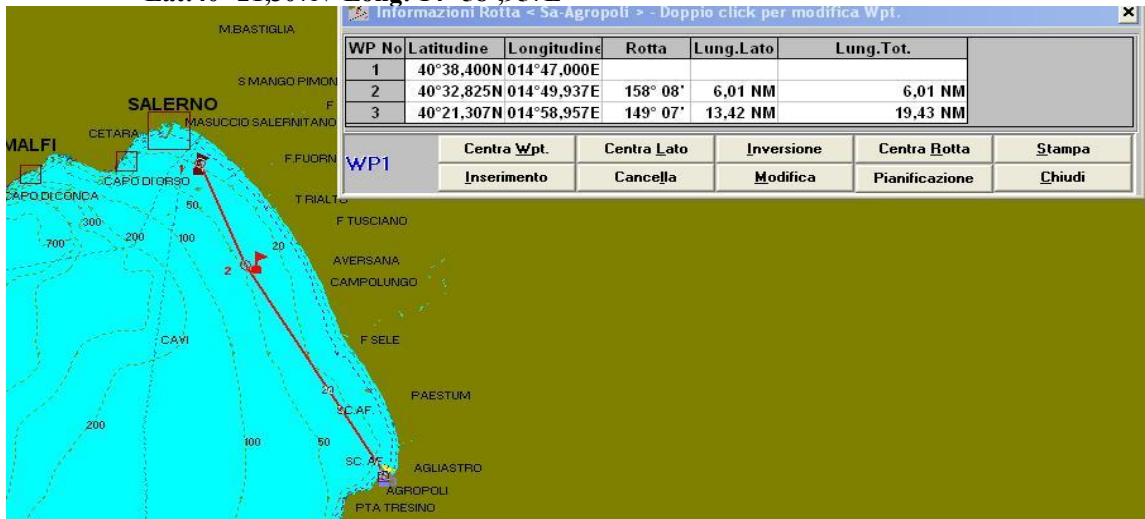 Informazioni Rotta < Sa-Agropoli > - Doppio click per modifica Wpt.
WP No Latitudine Longitudine Rotta Lung.Lato Lung.Tot.
1 40°38,400N 014°47,000E
2 40°32,825N 014°49,937E 158° 08' 6,01 NM 6,01 NM
3 40°21,307N 014°58,957E 149° 07' 13,42 NM 19,43 NM
WP1
Centra Wpt. Centra Lato Inversione Centra Rotta Stampa
Inserimento Cancella Modifica Pianificazione Chiudi
M.BASTIGLIA
S MANGO PIMON
SALERNO
F
MASUCCIO SALERNITANO
CETARA
MALFI
F.FUORN
1
CAPO DI ORSO
CAPO DI CONCA
T RIALTO
50
300
200
100
20
700
F TUSCIANO
2
AVERSANA
CAMPOLUNGO
CAVI
F SELE
20
PAESTUM
SC.AF.
200
100
50
SC. AF
AGLIASTRO
AGROPOLI
PTA TRESINO